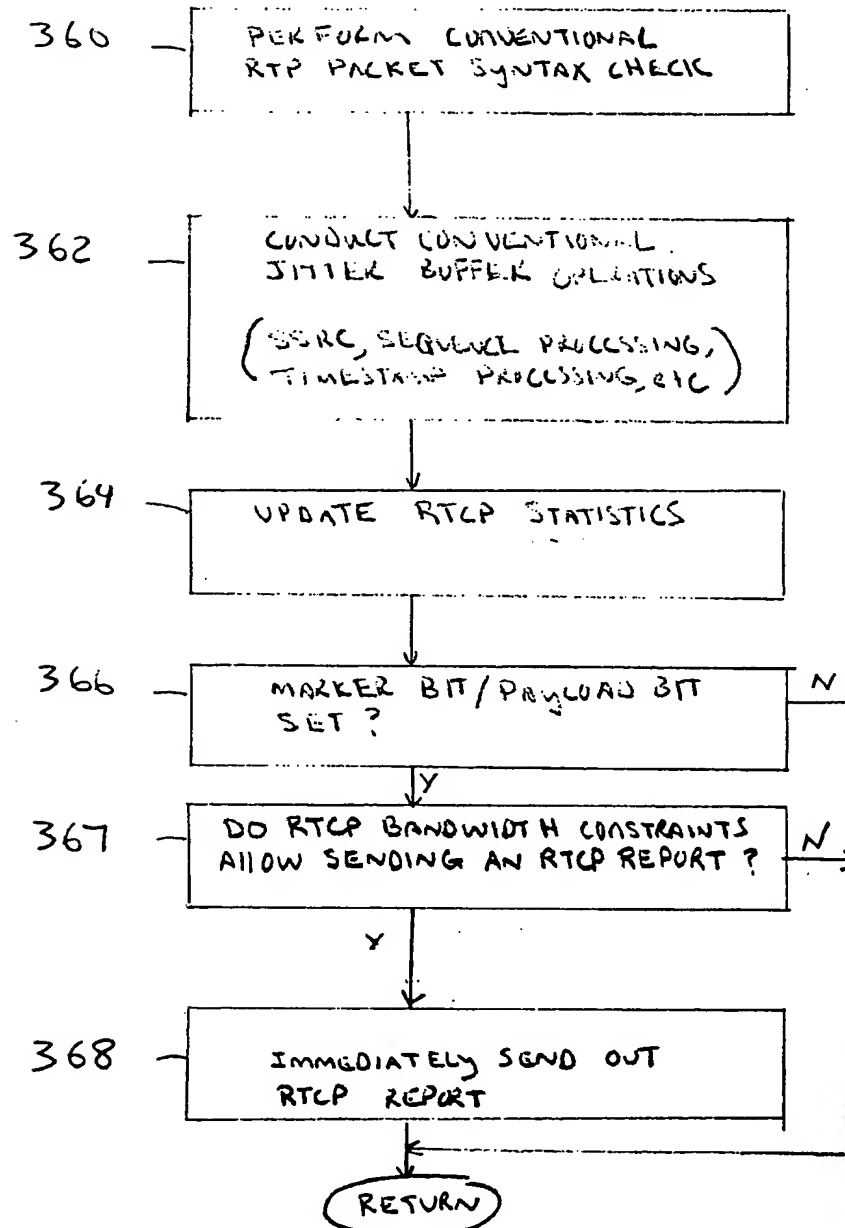 360
PERFORM CONVENTIONAL
RTP PACKET SYNTAX CHECK
362
CONDUCT CONVENTIONAL
JITTER BUFFER OPERATIONS
(SSRC, SEQUENCE PROCESSING,
TIMESTAMP PROCESSING, ETC)
364
UPDATE RTCP STATISTICS
366
MARKER BIT/PAYLOAD BIT
SET?
N
Y
367
DO RTCP BANDWIDTH CONSTRAINTS
ALLOW SENDING AN RTCP REPORT?
N
Y
368
IMMEDIATELY SEND OUT
RTCP REPORT
RETURN